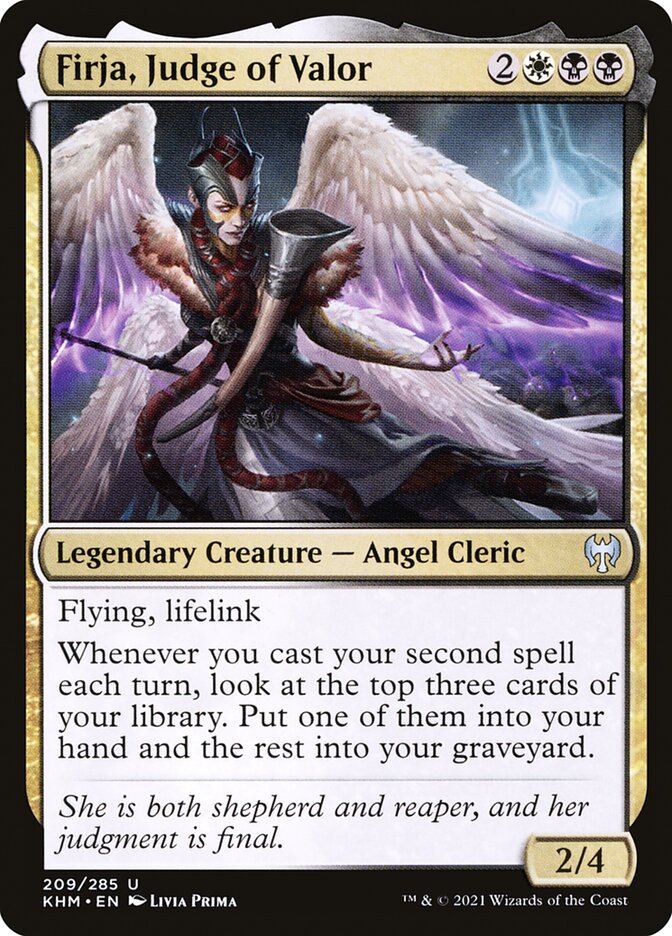 Firja, Judge of Valor 2
Legendary Creature — Angel Cleric
Flying, lifelink
Whenever you cast your second spell
each turn, look at the top three cards of
your library. Put one of them into your
hand and the rest into your graveyard.
She is both shepherd and reaper, and her
judgment is final.
2/4
209/285 U
KHM • EN Livia Prima
™ & © 2021 Wizards of the Coast